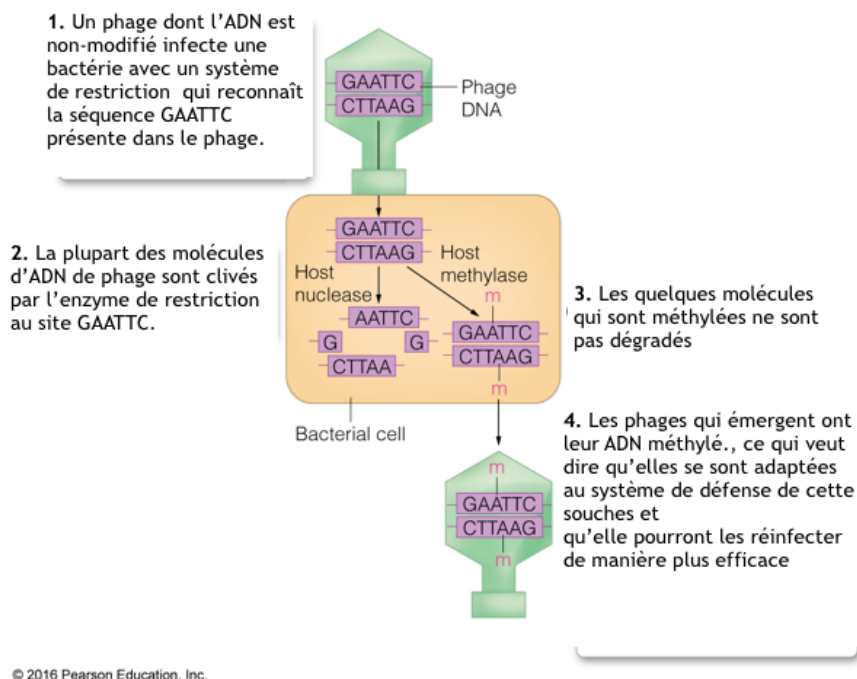 1. Un phage dont l'ADN est
non-modifié infecte une
bactérie avec un système
de restriction qui reconnaît
la séquence GAATTC
présente dans le phage.
GAATTC
CTTAAG
Phage
DNA
2. La plupart des molécules
d'ADN de phage sont clivés
par l'enzyme de restriction
au site GAATTC.
GAATTC
CTTAAG
Host
nuclease
Host
methylase
AATTC
G
G
CTTAA
m
GAATTC
CTTAAG
m
3. Les quelques molécules
qui sont méthylées ne sont
pas dégradés
Bacterial cell
4. Les phages qui émergent ont
leur ADN méthylé., ce qui veut
dire qu'elles se sont adaptées
au système de défense de cette
souches et
qu'elle pourront les réinfecter
de manière plus efficace
m
GAATTC
CTTAAG
m
© 2016 Pearson Education, Inc.